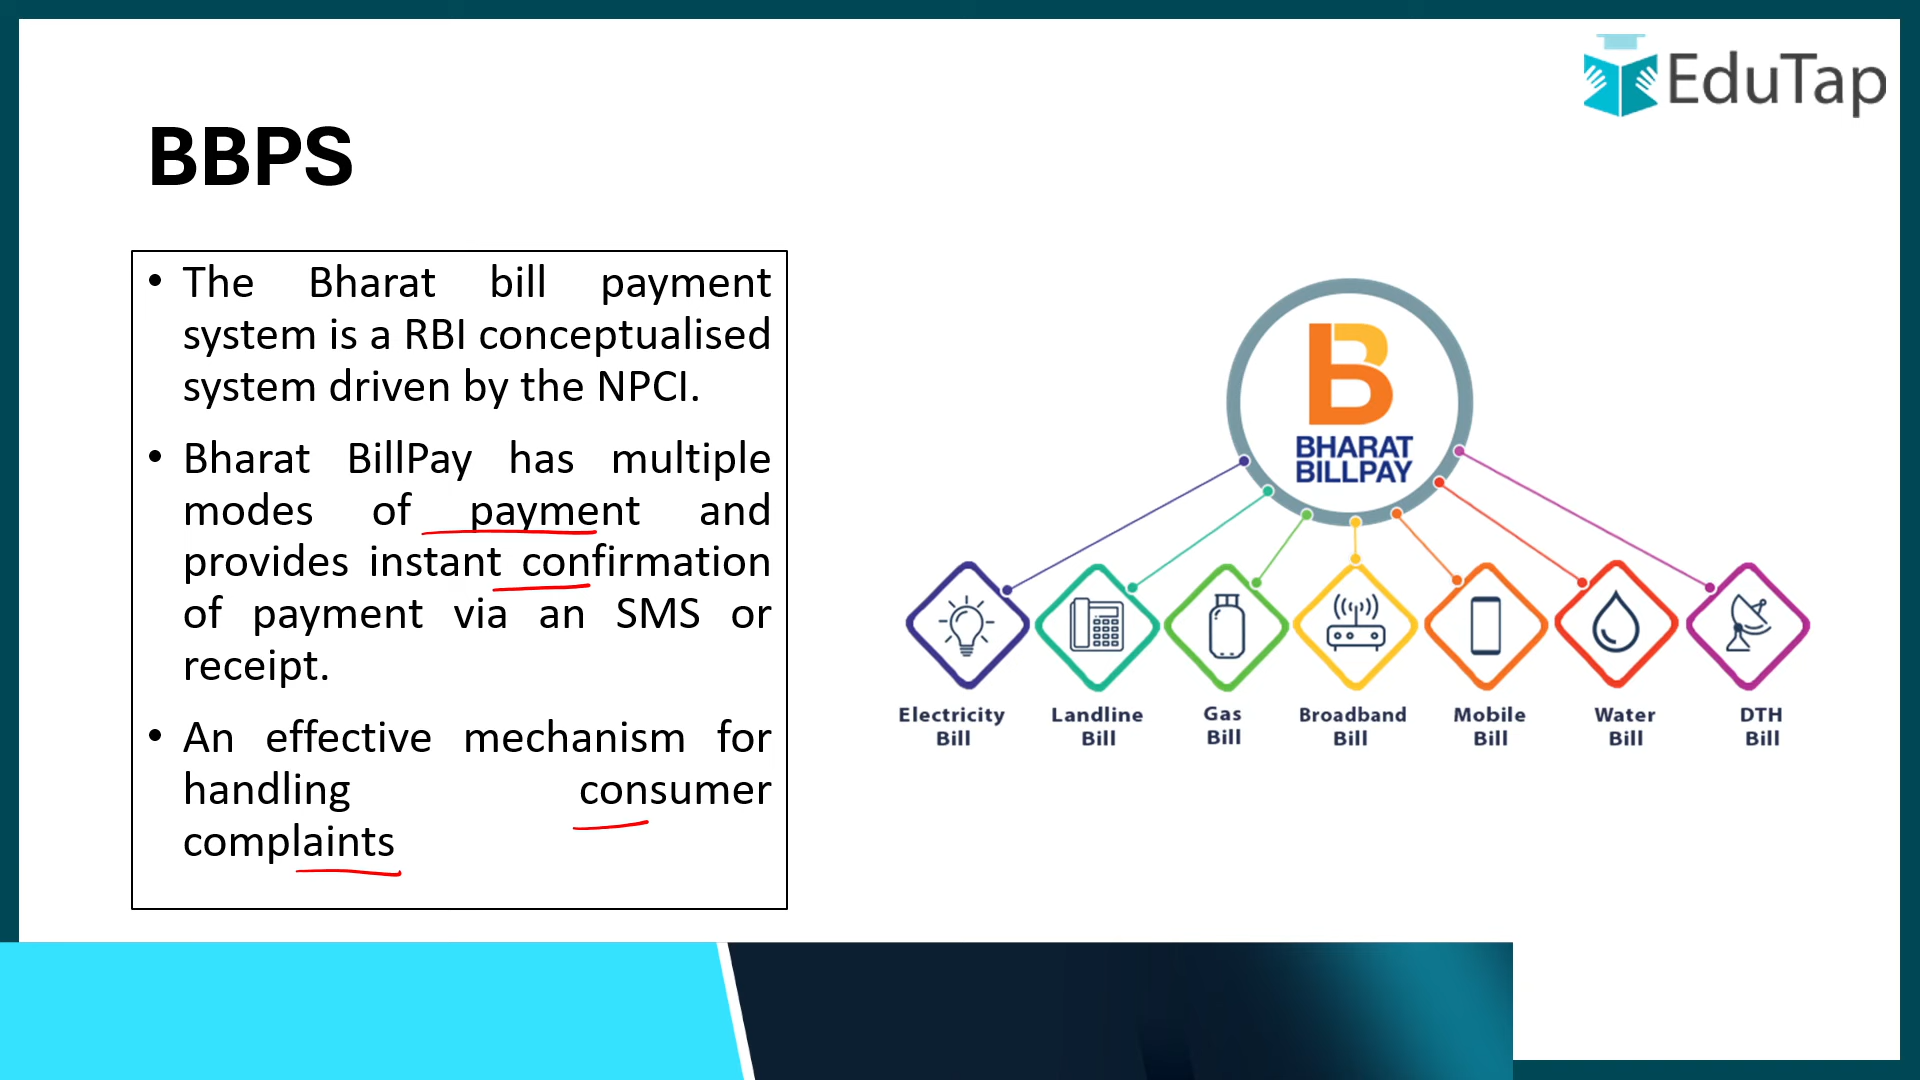 EduTap
BBPS
• The Bharat bill payment
system is a RBI conceptualised
system driven by the NPCI.
• Bharat BillPay has multiple
modes of payment and
provides instant confirmation
of payment via an SMS or
receipt.
• An effective mechanism for
handling consumer
complaints
B
BHARAT
BILLPAY
Electricity Bill
Landline Bill
Gas Bill
Broadband Bill
Mobile Bill
Water Bill
DTH Bill